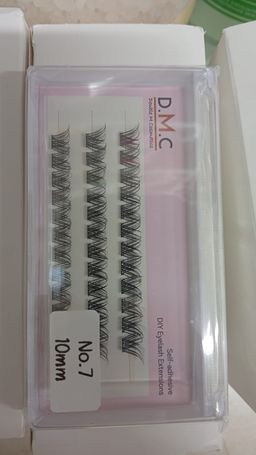 D.M.C
Self-adhesive
DIY Eyelash Extensions
No.7
10mm